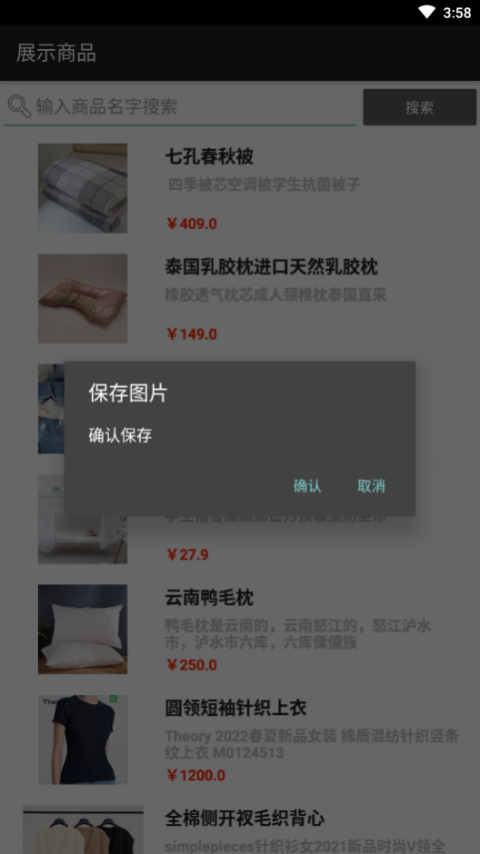 3:58
展示商品
输入商品名字搜索
搜索
七孔春秋被
四季被芯空调被学生抗菌被子
￥409.0
泰国乳胶枕进口天然乳胶枕
橡胶透气枕芯成人颈椎枕泰国直采
￥149.0
保存图片
确认保存
确认
取消
￥27.9
云南鸭毛枕
鸭毛枕是云南的，云南怒江的，怒江泸水
市，泸水市六库，六库傈僳族
￥250.0
圆领短袖针织上衣
Theory 2022春夏新品女装 棉质混纺针织竖条
纹上衣 M0124513
￥1200.0
全棉侧开衩毛织背心
simplepieces针织衫女2021新品时尚V领全